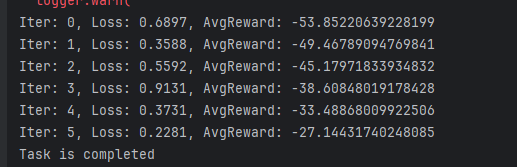 logger.warn(
Iter: 0, Loss: 0.6897, AvgReward: -53.85220639228199
Iter: 1, Loss: 0.3588, AvgReward: -49.46789094769841
Iter: 2, Loss: 0.5592, AvgReward: -45.17971833934832
Iter: 3, Loss: 0.9131, AvgReward: -38.60848019178428
Iter: 4, Loss: 0.3731, AvgReward: -33.48868009922506
Iter: 5, Loss: 0.2281, AvgReward: -27.14431740248085
Task is completed